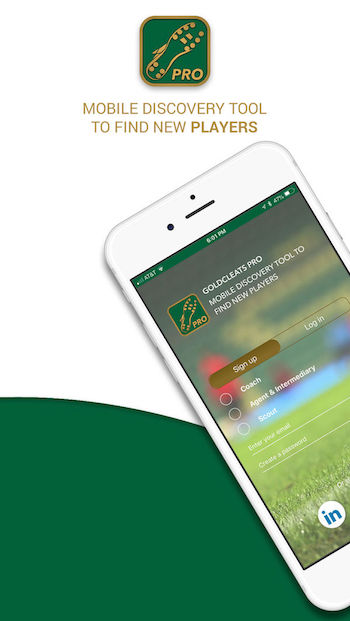 PRO
MOBILE DISCOVERY TOOL
TO FIND NEW PLAYERS
AT&T
6:01 PM
47%
GOLDCLEATS PRO
MOBILE DISCOVERY TOOL TO
FIND NEW PLAYERS
PRO
Sign up
Log in
Coach
Agent & Intermediary
Scout
Enter your email
Create a password
in